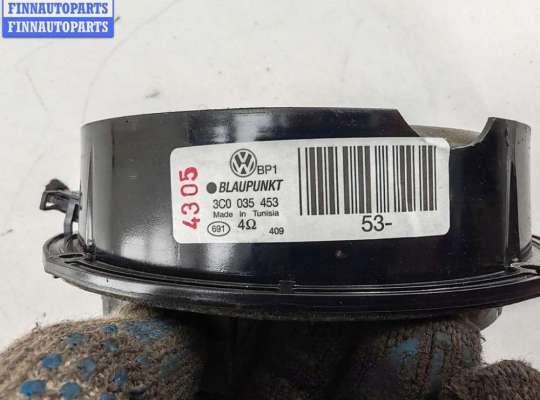 FINNAUTOPARTS
FINNAUTOPARTS
4305
BP1
BLAUPUNKT
3C0 035 453
Made in Tunisia
691 4Ω 409
53-